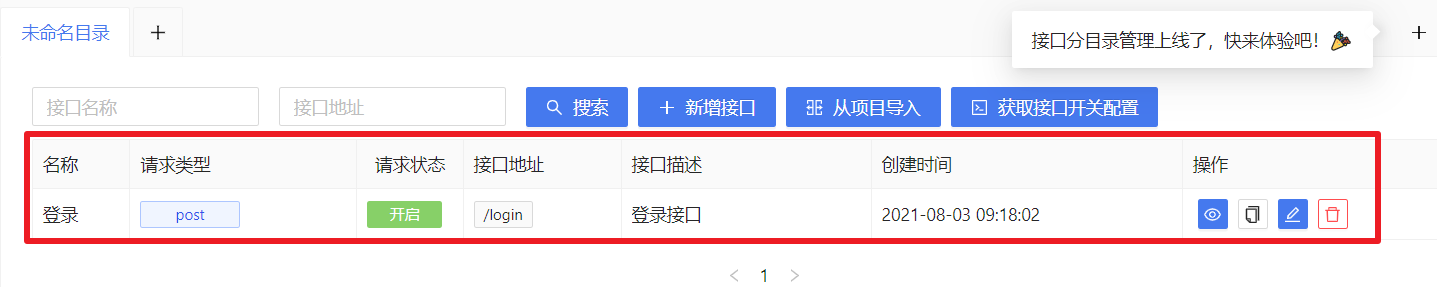 未命名目录 +
接口分目录管理上线了，快来体验吧！ +
接口名称 接口地址 搜索 + 新增接口 从项目导入 获取接口开关配置
名称 请求类型 请求状态 接口地址 接口描述 创建时间 操作
登录 post 开启 /login 登录接口 2021-08-03 09:18:02
< 1 >